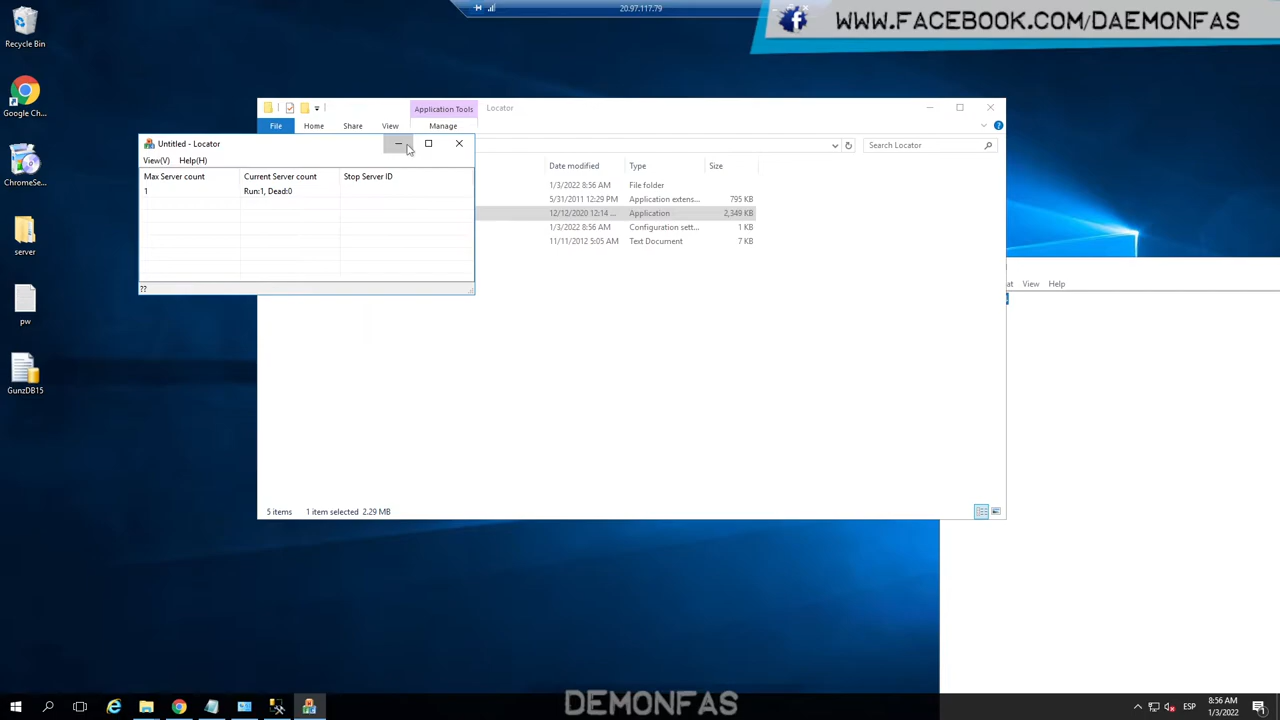 20.97.117.79
WWW.FACEBOOK.COM/DAEMONFAS
Recycle Bin
Google Ch...
ChromeSe...
server
pw
GunzDB15
Application Tools
Locator
File
Home
Share
View
Manage
Search Locator
Date modified
Type
Size
1/3/2022 8:56 AM
File folder
5/31/2011 12:29 PM
Application extens...
795 KB
12/12/2020 12:14 ...
Application
2,349 KB
1/3/2022 8:56 AM
Configuration sett...
1 KB
11/11/2012 5:05 AM
Text Document
7 KB
5 items
1 item selected 2.29 MB
Untitled - Locator
View(V)
Help(H)
Max Server count
Current Server count
Stop Server ID
1
Run:1, Dead:0
??
at
View
Help
DEMONFAS
ESP
8:56 AM
1/3/2022
1